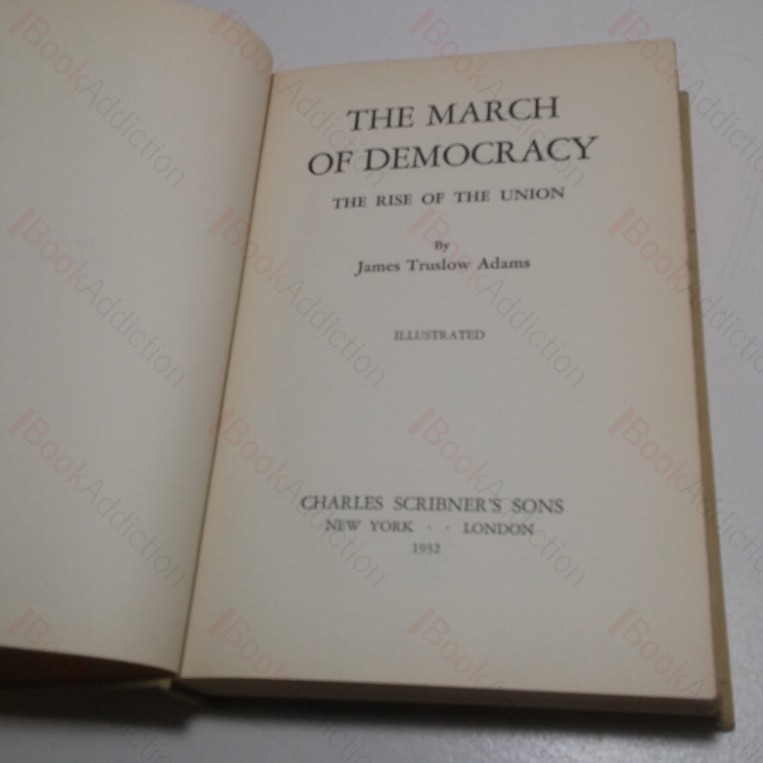 THE MARCH
OF DEMOCRACY
THE RISE OF THE UNION
By
James Truslow Adams
ILLUSTRATED
CHARLES SCRIBNER'S SONS
NEW YORK · · LONDON
1932
BookAddiction